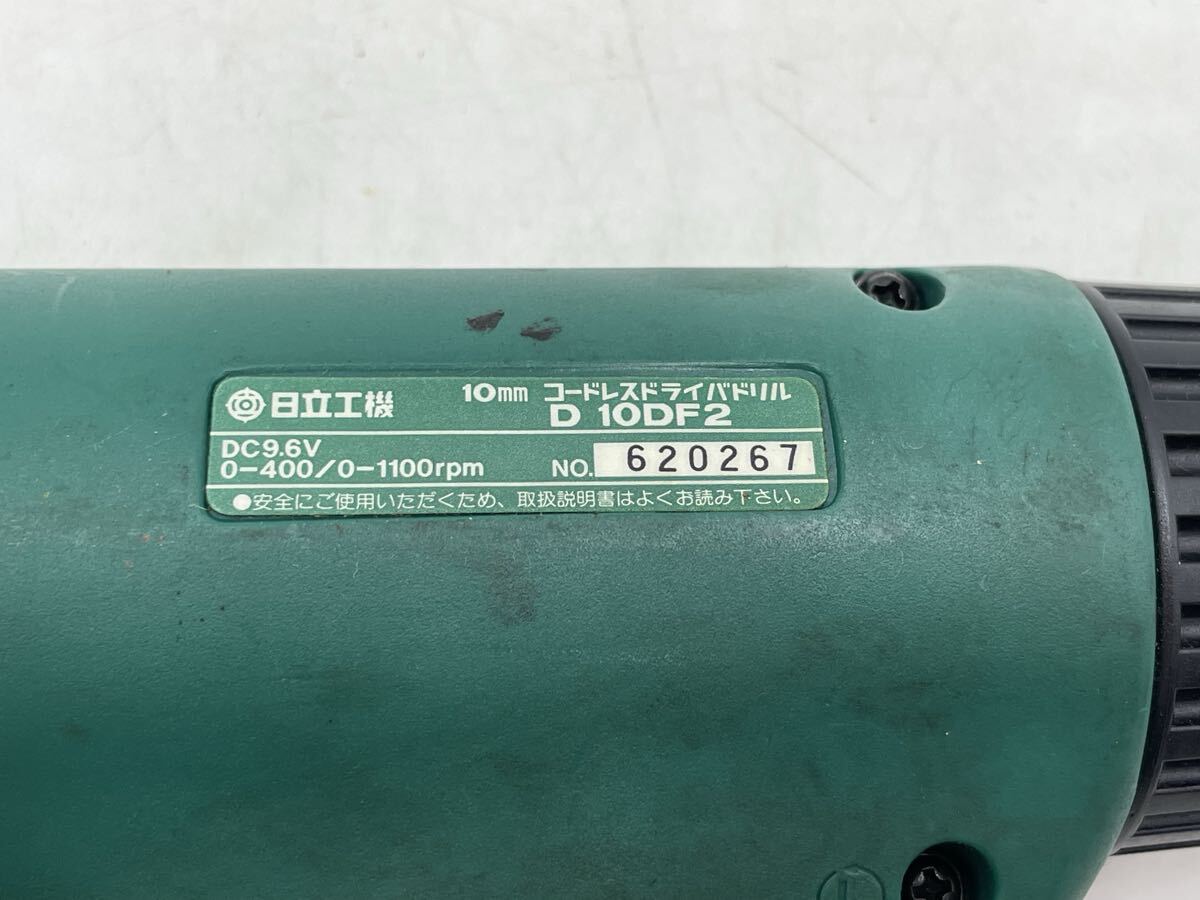 日立工機 10mm コードレスドライバドリル
D 10DF2
DC9.6V
0-400/0-1100rpm NO. 620267
●安全にご使用いただくため、取扱説明書はよくお読み下さい。